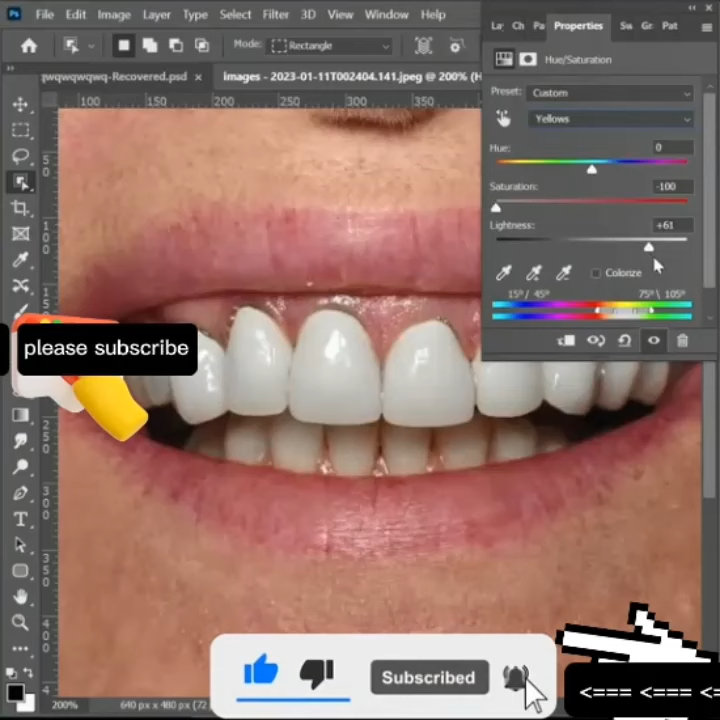 Ps File Edit Image Layer Type Select Filter 3D View Window Help
Mode: Rectangle
qwqwqwqwq-Recovered.psd ×
images - 2023-01-11T002404.141.jpeg @ 200% (H
100 150 200 250 300 350
Ch Pa Properties Gr Pat
Hue/Saturation
Preset: Custom
Yellows
Hue: 0
Saturation: -100
Lightness: +61
Colorize
15°/ 45° 75°\ 105°
please subscribe
Subscribed
<=== <=== <=
200% 640 px x 480 px (72